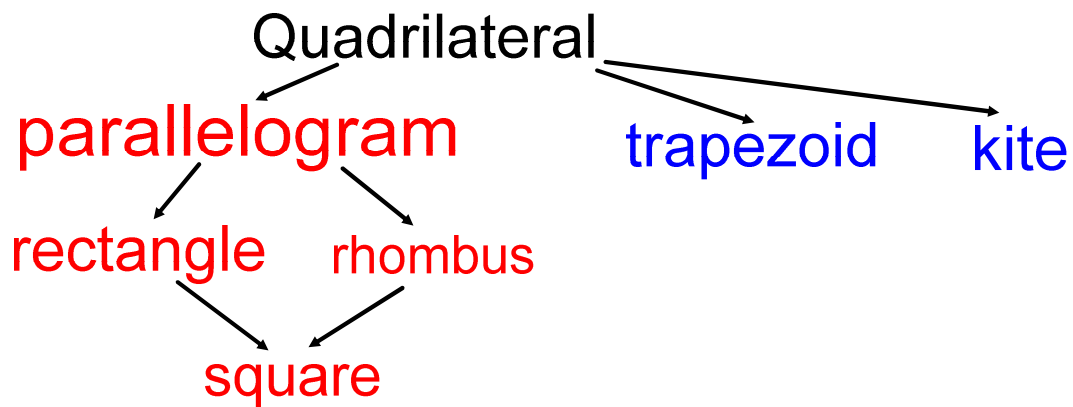 Quadrilateral
parallelogram
trapezoid
kite
rectangle
rhombus
square